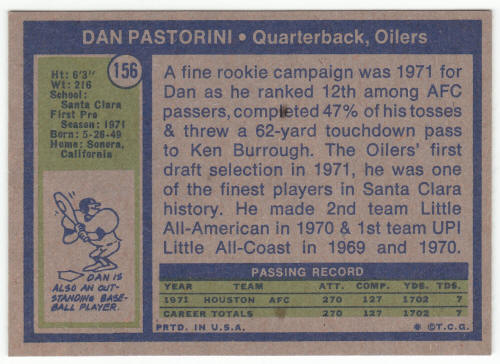 DAN PASTORINI • Quarterback, Oilers
156
Ht: 6'3"
Wt: 216
School:
Santa Clara
First Pro
Season: 1971
Born: 5-26-49
Home: Sonora,
California
A fine rookie campaign was 1971 for
Dan as he ranked 12th among AFC
passers, completed 47% of his tosses
& threw a 62-yard touchdown pass
to Ken Burrough. The Oilers' first
draft selection in 1971, he was one
of the finest players in Santa Clara
history. He made 2nd team Little
All-American in 1970 & 1st team UPI
Little All-Coast in 1969 and 1970.
DAN IS
ALSO AN OUT-
STANDING BASE-
BALL PLAYER.
PASSING RECORD
YEAR TEAM ATT. COMP. YDS. TDS.
1971 HOUSTON AFC 270 127 1702 7
CAREER TOTALS 270 127 1702 7
PRTD. IN U.S.A. * © T.C.G.